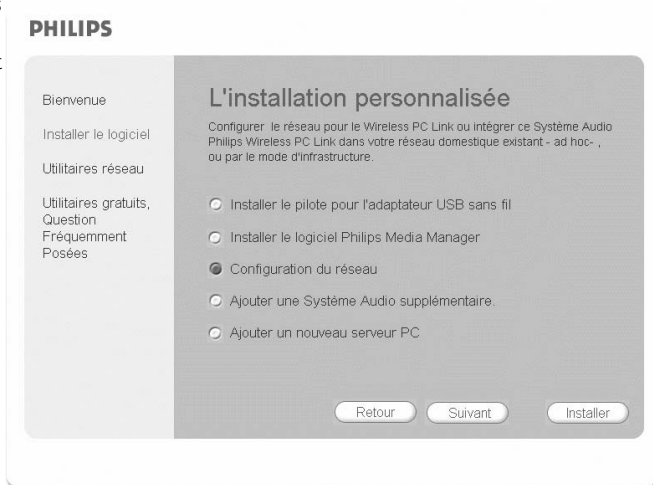 PHILIPS
Bienvenue
Installer le logiciel
Utilitaires réseau
Utilitaires gratuits,
Question
Fréquemment
Posées
L'installation personnalisée
Configurer le réseau pour le Wireless PC Link ou intégrer ce Système Audio
Philips Wireless PC Link dans votre réseau domestique existant - ad hoc- ,
ou par le mode d'infrastructure.
Installer le pilote pour l'adaptateur USB sans fil
Installer le logiciel Philips Media Manager
Configuration du réseau
Ajouter une Système Audio supplémentaire.
Ajouter un nouveau serveur PC
Retour
Suivant
Installer